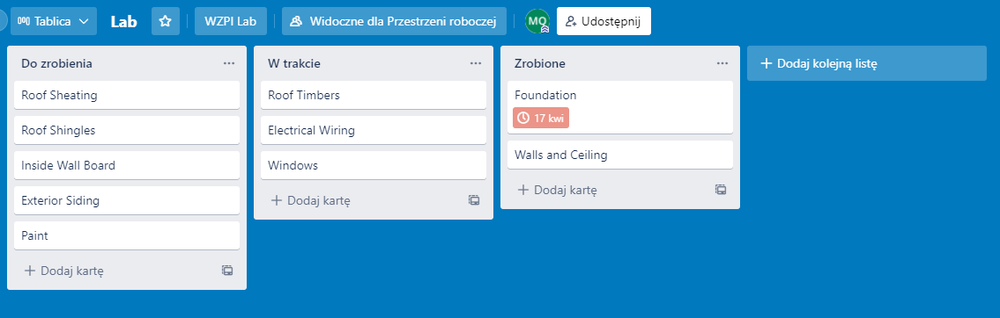 Tablica
Lab
WZPI Lab
Widoczne dla Przestrzeni roboczej
MO
Udostępnij
Do zrobienia
Roof Sheating
Roof Shingles
Inside Wall Board
Exterior Siding
Paint
Dodaj kartę
W trakcie
Roof Timbers
Electrical Wiring
Windows
Dodaj kartę
Zrobione
Foundation
17 kwi
Walls and Ceiling
Dodaj kartę
Dodaj kolejną listę